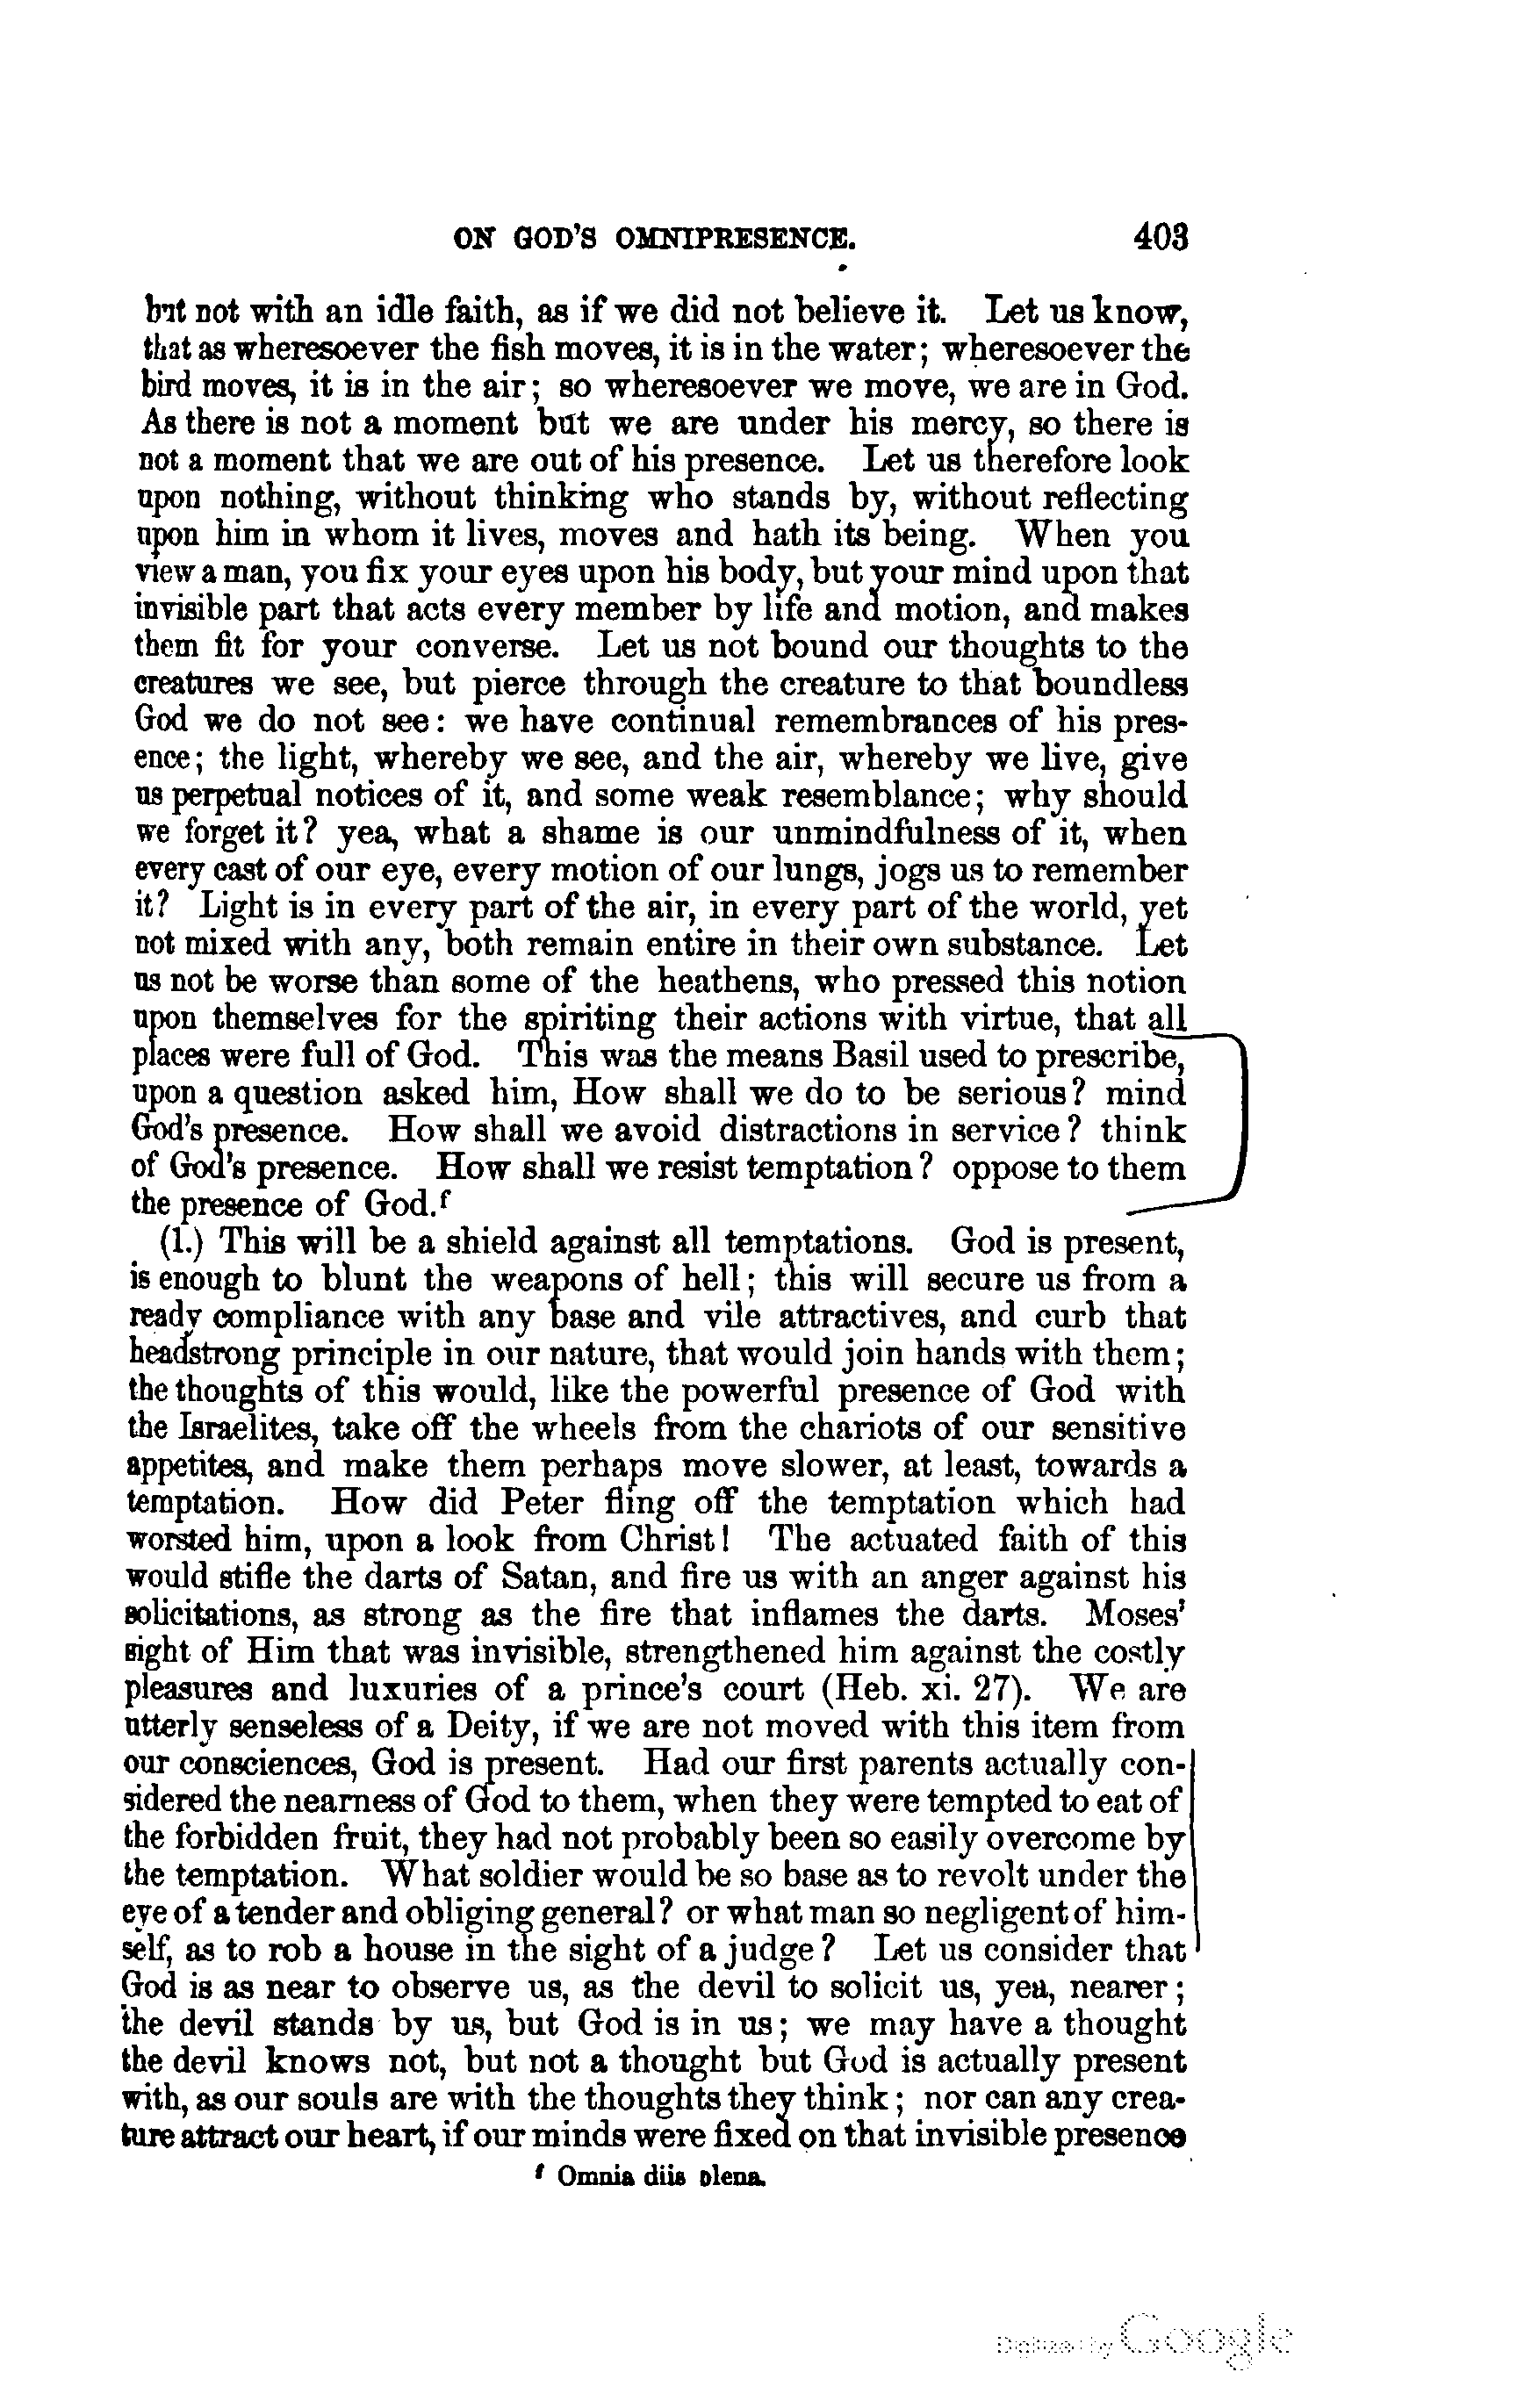 ON GOD'S OMNIPRESENCE. 403
but not with an idle faith, as if we did not believe it. Let us know,
that as wheresoever the fish moves, it is in the water; wheresoever the
bird moves, it is in the air; so wheresoever we move, we are in God.
As there is not a moment but we are under his mercy, so there is
not a moment that we are out of his presence. Let us therefore look
upon nothing, without thinking who stands by, without reflecting
upon him in whom it lives, moves and hath its being. When you
view a man, you fix your eyes upon his body, but your mind upon that
invisible part that acts every member by life and motion, and makes
them fit for your converse. Let us not bound our thoughts to the
creatures we see, but pierce through the creature to that boundless
God we do not see: we have continual remembrances of his pres-
ence; the light, whereby we see, and the air, whereby we live, give
us perpetual notices of it, and some weak resemblance; why should
we forget it? yea, what a shame is our unmindfulness of it, when
every cast of our eye, every motion of our lungs, jogs us to remember
it? Light is in every part of the air, in every part of the world, yet
not mixed with any, both remain entire in their own substance. Let
us not be worse than some of the heathens, who pressed this notion
upon themselves for the spiriting their actions with virtue, that all
places were full of God. This was the means Basil used to prescribe,
upon a question asked him, How shall we do to be serious? mind
God's presence. How shall we avoid distractions in service? think
of God's presence. How shall we resist temptation? oppose to them
the presence of God.f
(1.) This will be a shield against all temptations. God is present,
is enough to blunt the weapons of hell; this will secure us from a
ready compliance with any base and vile attractives, and curb that
headstrong principle in our nature, that would join hands with them;
the thoughts of this would, like the powerful presence of God with
the Israelites, take off the wheels from the chariots of our sensitive
appetites, and make them perhaps move slower, at least, towards a
temptation. How did Peter fling off the temptation which had
worsted him, upon a look from Christ! The actuated faith of this
would stifle the darts of Satan, and fire us with an anger against his
solicitations, as strong as the fire that inflames the darts. Moses'
sight of Him that was invisible, strengthened him against the costly
pleasures and luxuries of a prince's court (Heb. xi. 27). We are
utterly senseless of a Deity, if we are not moved with this item from
our consciences, God is present. Had our first parents actually con-
sidered the nearness of God to them, when they were tempted to eat of
the forbidden fruit, they had not probably been so easily overcome by
the temptation. What soldier would be so base as to revolt under the
eye of a tender and obliging general? or what man so negligent of him-
self, as to rob a house in the sight of a judge? Let us consider that
God is as near to observe us, as the devil to solicit us, yea, nearer;
the devil stands by us, but God is in us; we may have a thought
the devil knows not, but not a thought but God is actually present
with, as our souls are with the thoughts they think; nor can any crea-
ture attract our heart, if our minds were fixed on that invisible presence
f Omnia diis plena.
Digitized by Google